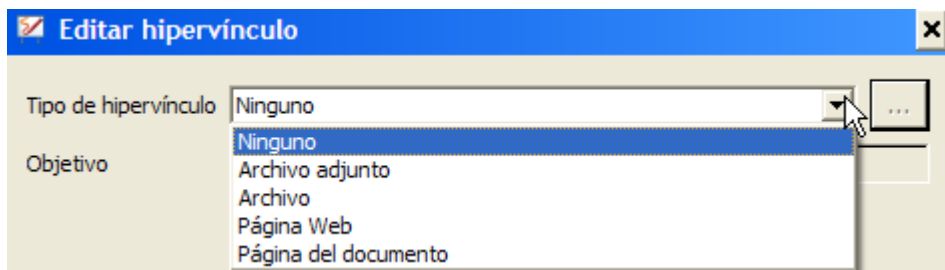 Editar hipervínculo
Tipo de hipervínculo Ninguno ...
Ninguno
Objetivo
Archivo adjunto
Archivo
Página Web
Página del documento